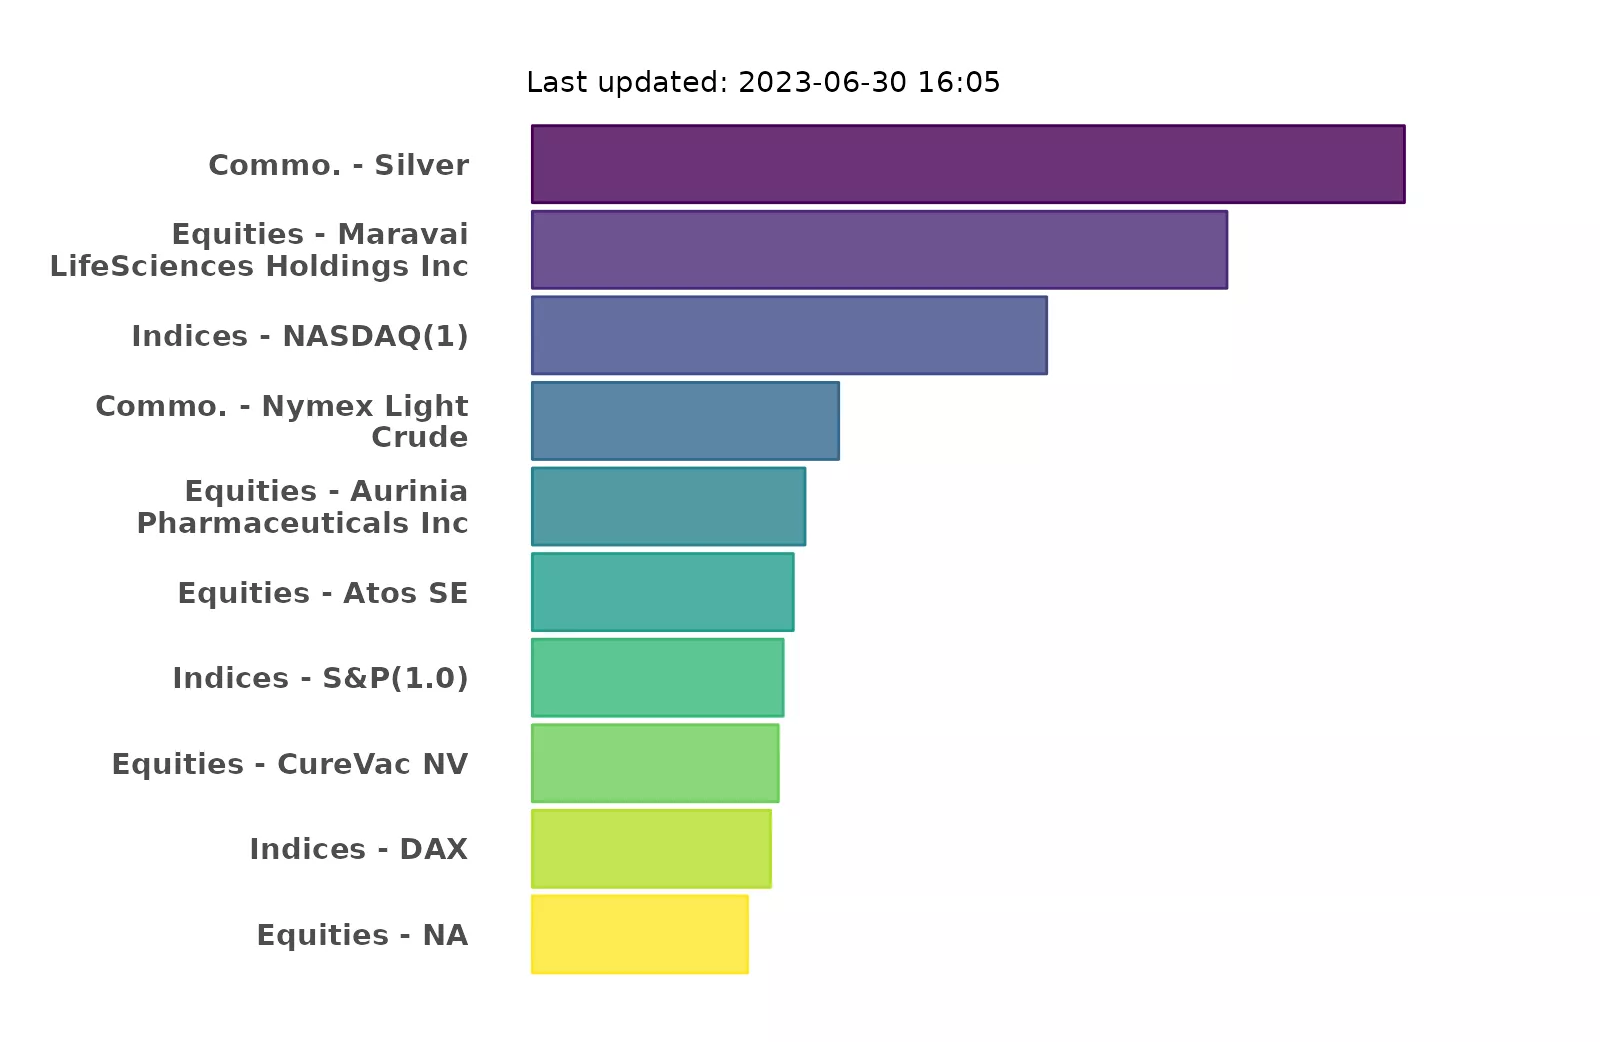 Last updated: 2023-06-30 16:05
Commo. - Silver
Equities - Maravai
LifeSciences Holdings Inc
Indices - NASDAQ(1)
Commo. - Nymex Light
Crude
Equities - Aurinia
Pharmaceuticals Inc
Equities - Atos SE
Indices - S&P(1.0)
Equities - CureVac NV
Indices - DAX
Equities - NA